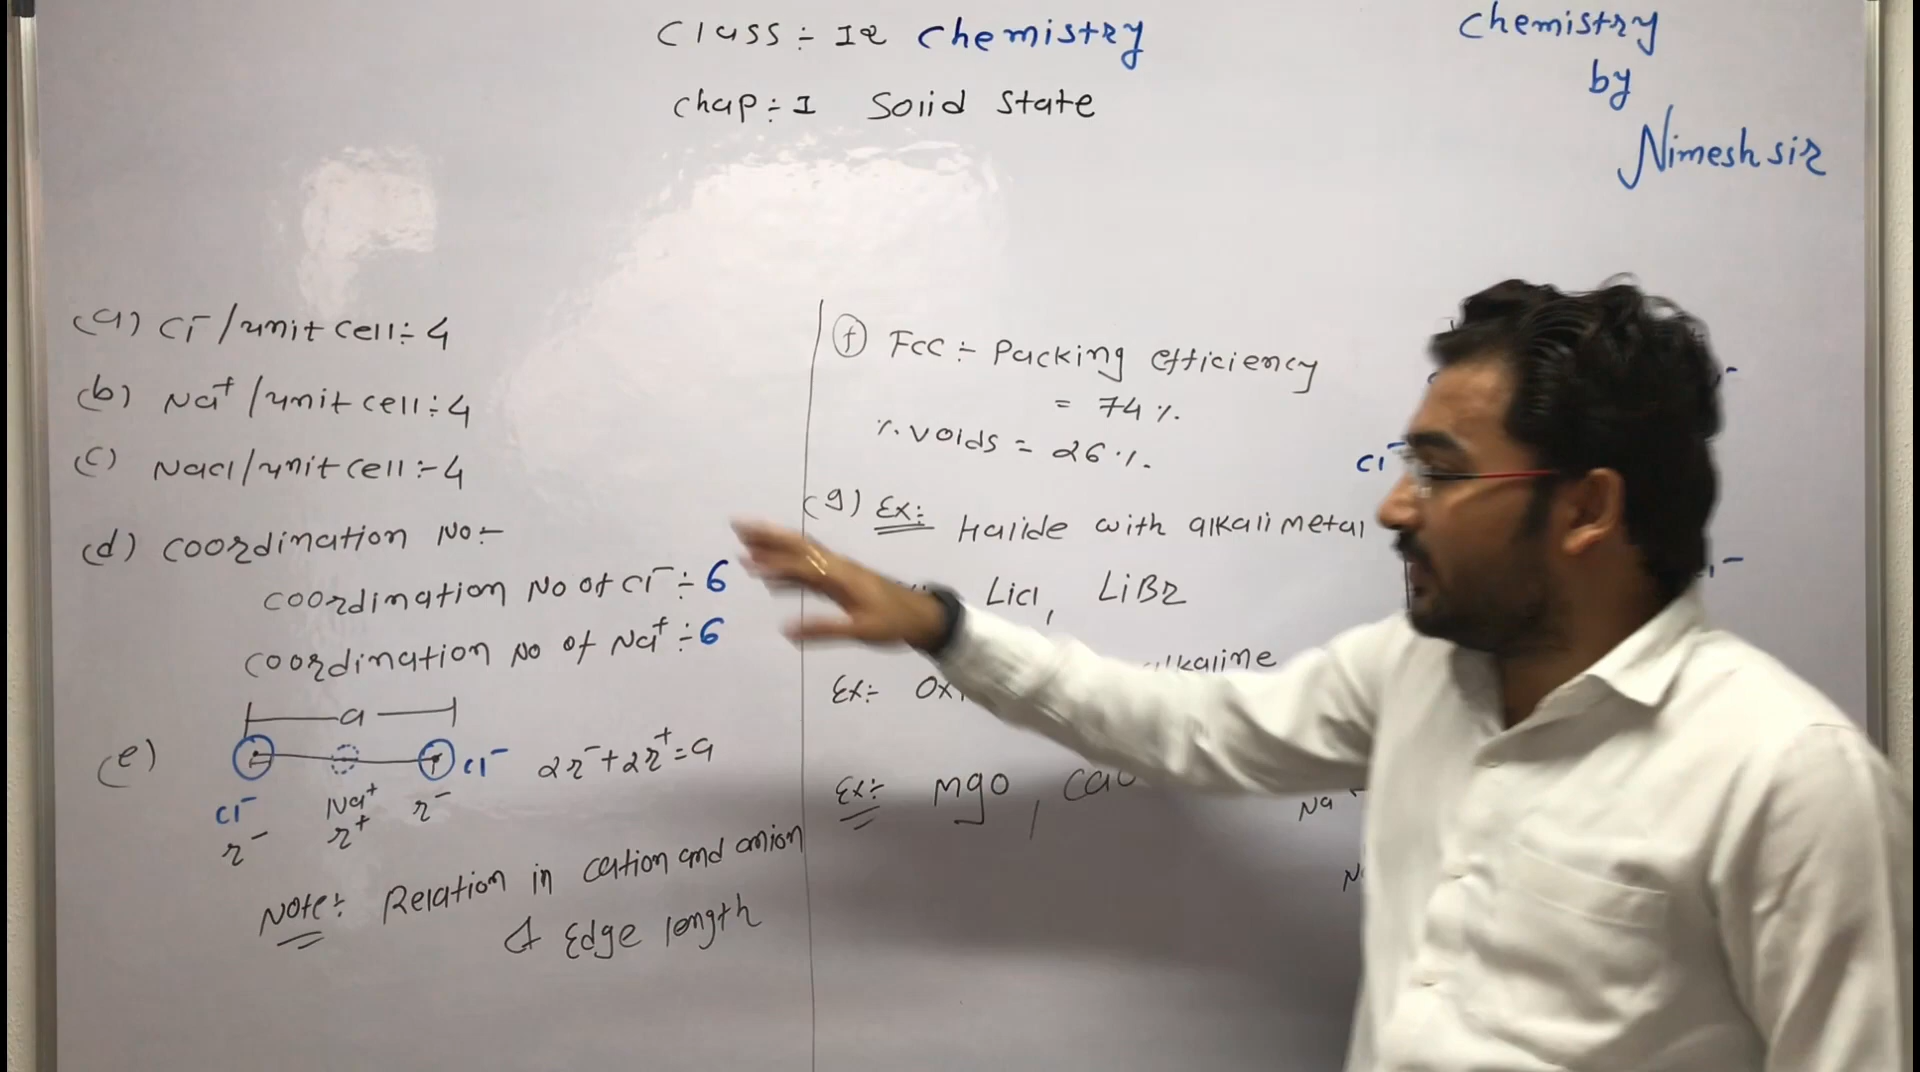 Class ÷ 12 Chemistry
Chap ÷ 1 Solid State
Chemistry
by
Nimesh sir
(a) Cl⁻ / unit cell ÷ 4
(b) Na⁺ / unit cell ÷ 4
(c) NaCl / unit cell :- 4
(d) Coordination No :-
Coordination No of Cl⁻ ÷ 6
Coordination No of Na⁺ ÷ 6
(e)
a
Cl⁻
2r⁻ + 2r⁺ = a
Cl⁻ Na⁺ r⁻
r⁻ r⁺
Note ÷ Relation in cation and anion
& Edge length
(f) Fcc ÷ Packing efficiency
= 74 %
% voids = 26 %
(g) Ex ÷ Halide with alkali metal
LiCl, LiBr
Ex ÷
Ex ÷ MgO, CaO
Cl⁻
Na